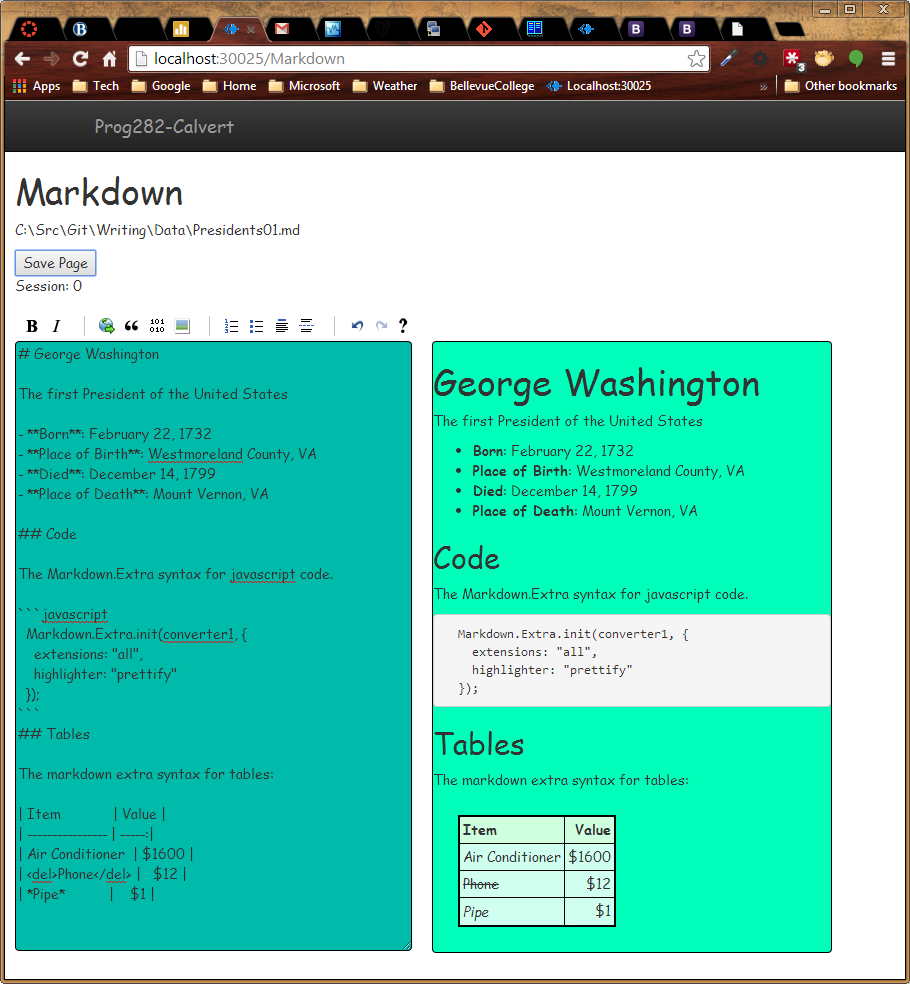 localhost:30025/Markdown
3
Apps Tech Google Home Microsoft Weather BellevueCollege Localhost:30025 » Other bookmarks
Prog282-Calvert
Markdown
C:\Src\Git\Writing\Data\Presidents01.md
Save Page
Session: 0
B I 101 010 ?
# George Washington
The first President of the United States
- **Born**: February 22, 1732
- **Place of Birth**: Westmoreland County, VA
- **Died**: December 14, 1799
- **Place of Death**: Mount Vernon, VA
## Code
The Markdown.Extra syntax for javascript code.
```javascript
Markdown.Extra.init(converter1, {
extensions: "all",
highlighter: "prettify"
});
```
## Tables
The markdown extra syntax for tables:
| Item | Value |
| ---------------- | -----:|
| Air Conditioner | $1600 |
| <del>Phone</del> | $12 |
| *Pipe* | $1 |
George Washington
The first President of the United States
• Born: February 22, 1732
• Place of Birth: Westmoreland County, VA
• Died: December 14, 1799
• Place of Death: Mount Vernon, VA
Code
The Markdown.Extra syntax for javascript code.
Markdown.Extra.init(converter1, {
extensions: "all",
highlighter: "prettify"
});
Tables
The markdown extra syntax for tables:
Item Value
Air Conditioner $1600
Phone $12
Pipe $1